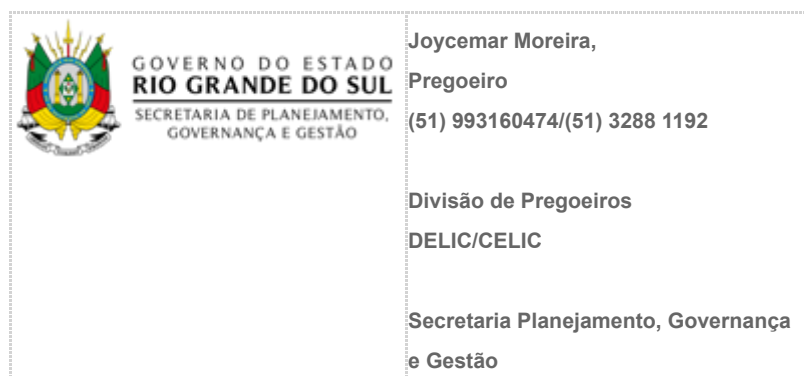 GOVERNO DO ESTADO
RIO GRANDE DO SUL
SECRETARIA DE PLANEJAMENTO,
GOVERNANÇA E GESTÃO
Joycemar Moreira,
Pregoeiro
(51) 993160474/(51) 3288 1192
Divisão de Pregoeiros
DELIC/CELIC
Secretaria Planejamento, Governança
e Gestão